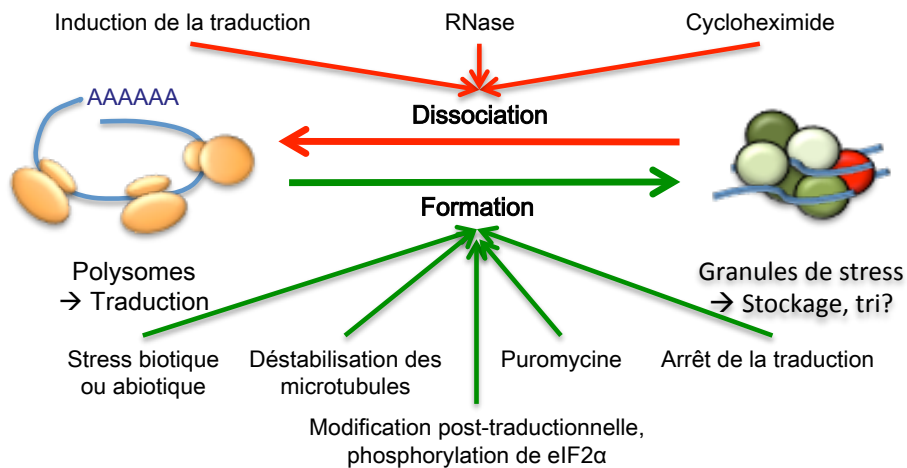 Induction de la traduction
RNase
Cycloheximide
AAAAAA
Dissociation
Formation
Polysomes
→ Traduction
Granules de stress
→ Stockage, tri?
Stress biotique
ou abiotique
Déstabilisation des
microtubules
Puromycine
Arrêt de la traduction
Modification post-traductionnelle,
phosphorylation de eIF2α